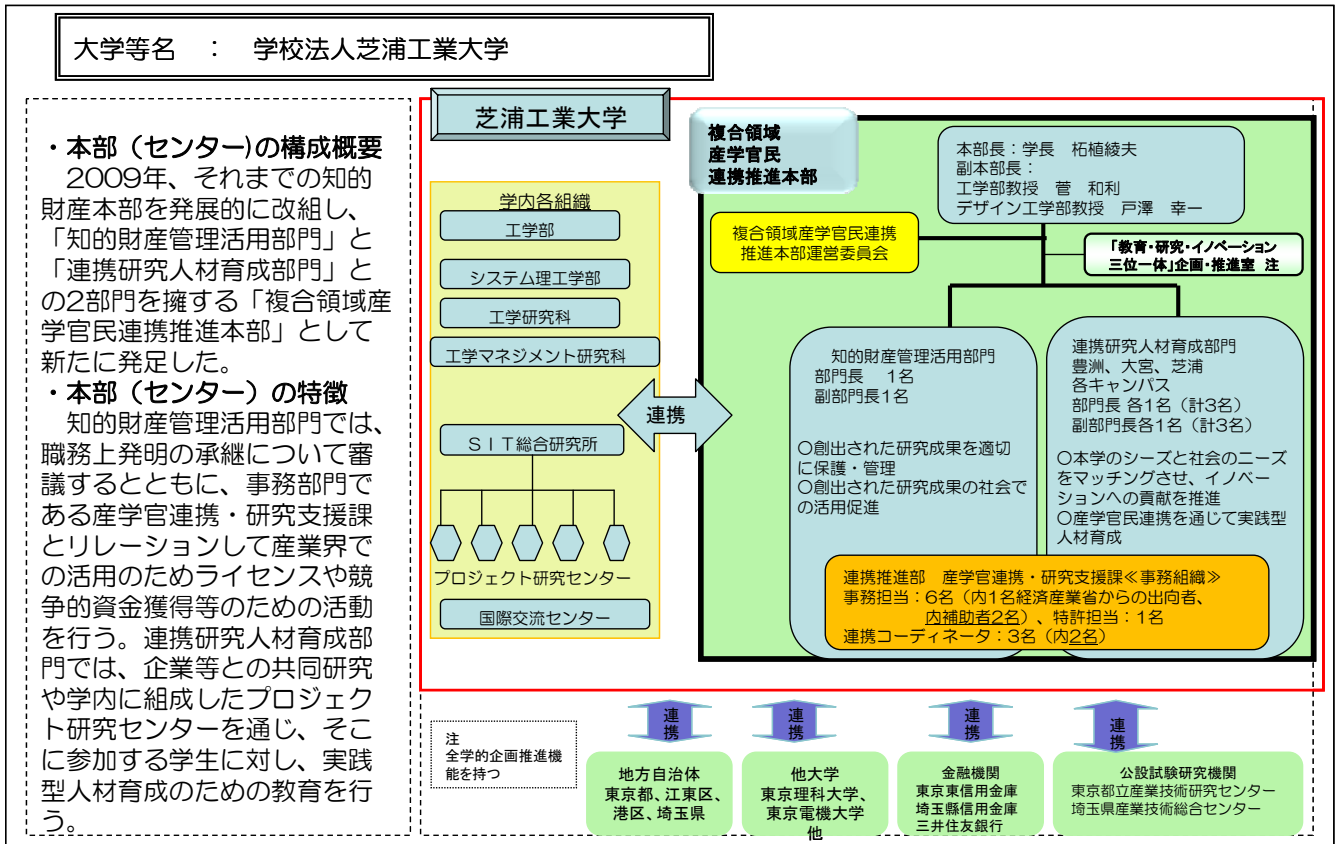 大学等名　：　学校法人芝浦工業大学
・本部（センター)の構成概要
　2009年、それまでの知的
財産本部を発展的に改組し、
「知的財産管理活用部門」と
「連携研究人材育成部門」と
の2部門を擁する「複合領域産
学官民連携推進本部」として
新たに発足した。
・本部（センター）の特徴
　知的財産管理活用部門では、
職務上発明の承継について審
議するとともに、事務部門で
ある産学官連携・研究支援課
とリレーションして産業界で
の活用のためライセンスや競
争的資金獲得等のための活動
を行う。連携研究人材育成部
門では、企業等との共同研究
や学内に組成したプロジェク
ト研究センターを通じ、そこ
に参加する学生に対し、実践
型人材育成のための教育を行
う。
芝浦工業大学
学内各組織
工学部
システム理工学部
工学研究科
工学マネジメント研究科
ＳＩＴ総合研究所
プロジェクト研究センター
国際交流センター
連携
複合領域
産学官民
連携推進本部
本部長：学長　柘植綾夫
副本部長：
工学部教授　菅　和利
デザイン工学部教授　戸澤　幸一
複合領域産学官民連携
推進本部運営委員会
「教育・研究・イノベーション
三位一体」企画・推進室　注
知的財産管理活用部門
部門長　１名
副部門長1名
〇創出された研究成果を適切
に保護・管理
〇創出された研究成果の社会で
の活用促進
連携研究人材育成部門
豊洲、大宮、芝浦
各キャンパス
部門長 各1名（計3名）
副部門長各1名（計3名）
〇本学のシーズと社会のニーズ
をマッチングさせ、イノベー
ションへの貢献を推進
〇産学官民連携を通じて実践型
人材育成
連携推進部　産学官連携・研究支援課≪事務組織≫
事務担当：6名（内1名経済産業省からの出向者、
内補助者2名）、特許担当：1名
連携コーディネータ：3名（内2名）
注
全学的企画推進機
能を持つ
連携
連携
連携
連携
地方自治体
東京都、江東区、
港区、埼玉県
他大学
東京理科大学、
東京電機大学
他
金融機関
東京東信用金庫
埼玉縣信用金庫
三井住友銀行
公設試験研究機関
東京都立産業技術研究センター
埼玉県産業技術総合センター